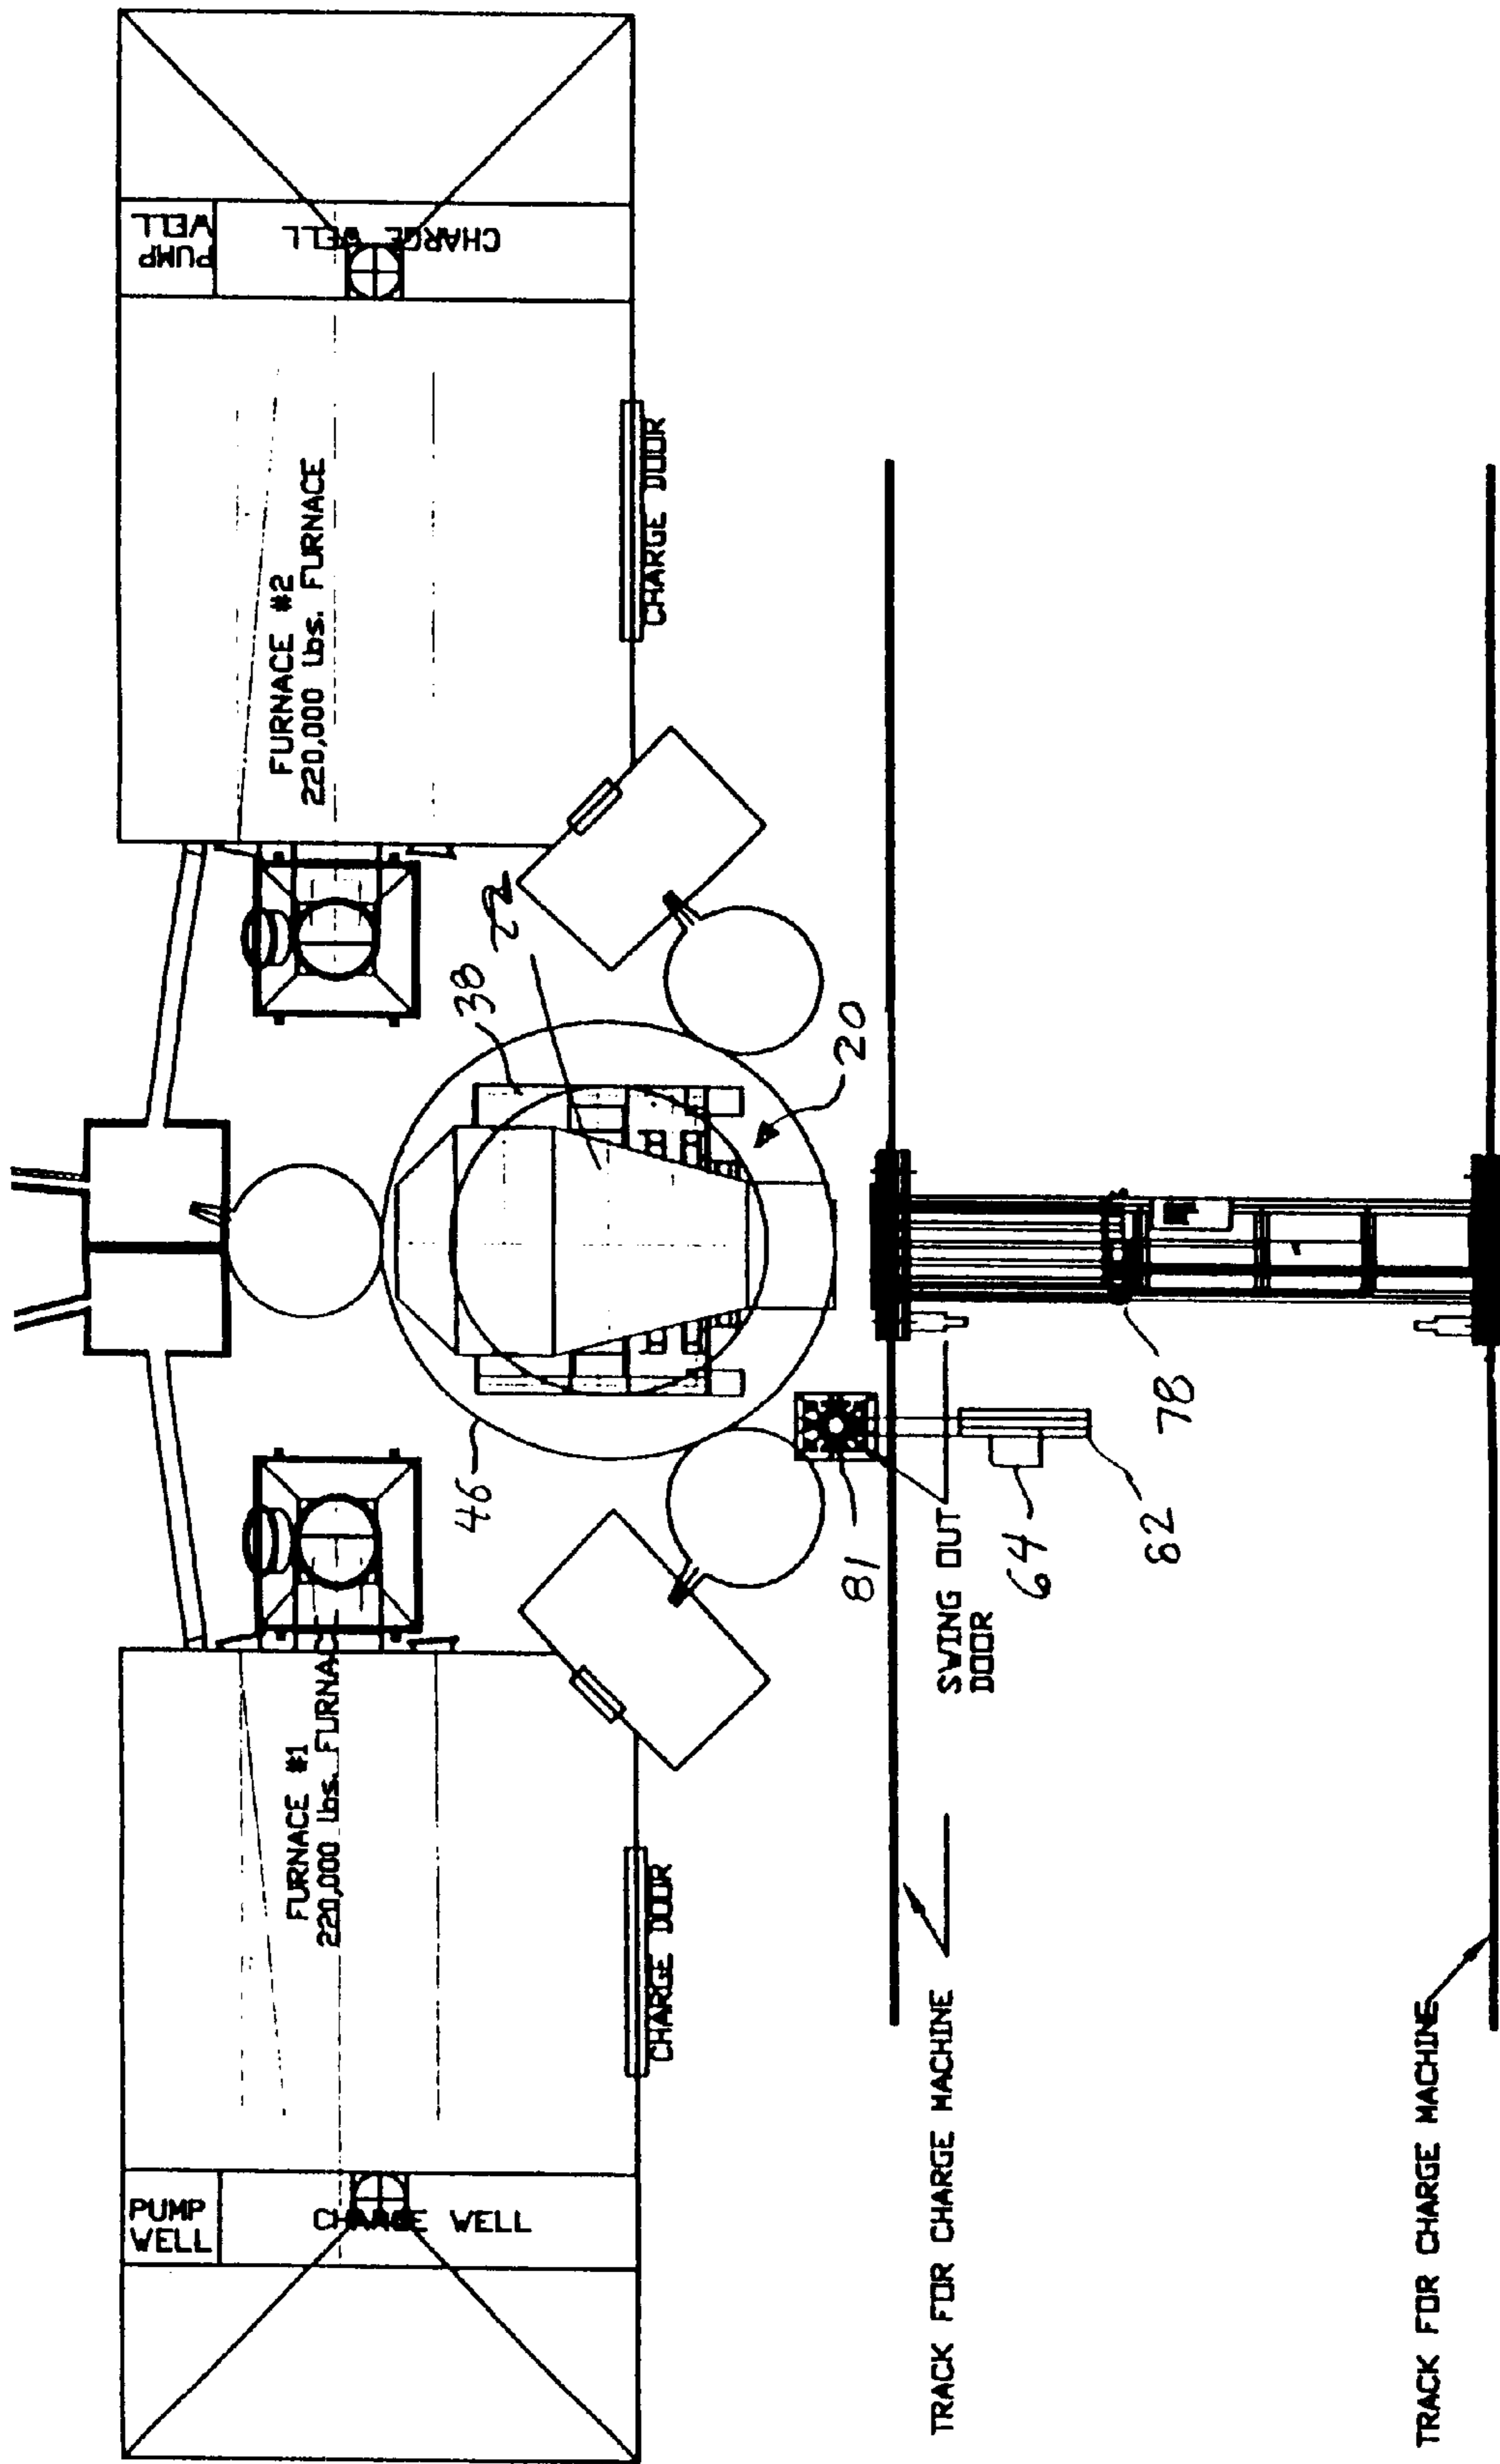 PUMP
WELL
CHARGE WELL
FURNACE #1
220,000 lbs. FURNA
CHARGE DOOR
FURNACE #2
220,000 lbs. FURNACE
CHARGE DOOR
PUMP
WELL
CHARGE WELL
46
38
22
20
81
SWING OUT
DOOR
64
62
78
TRACK FOR CHARGE MACHINE
TRACK FOR CHARGE MACHINE